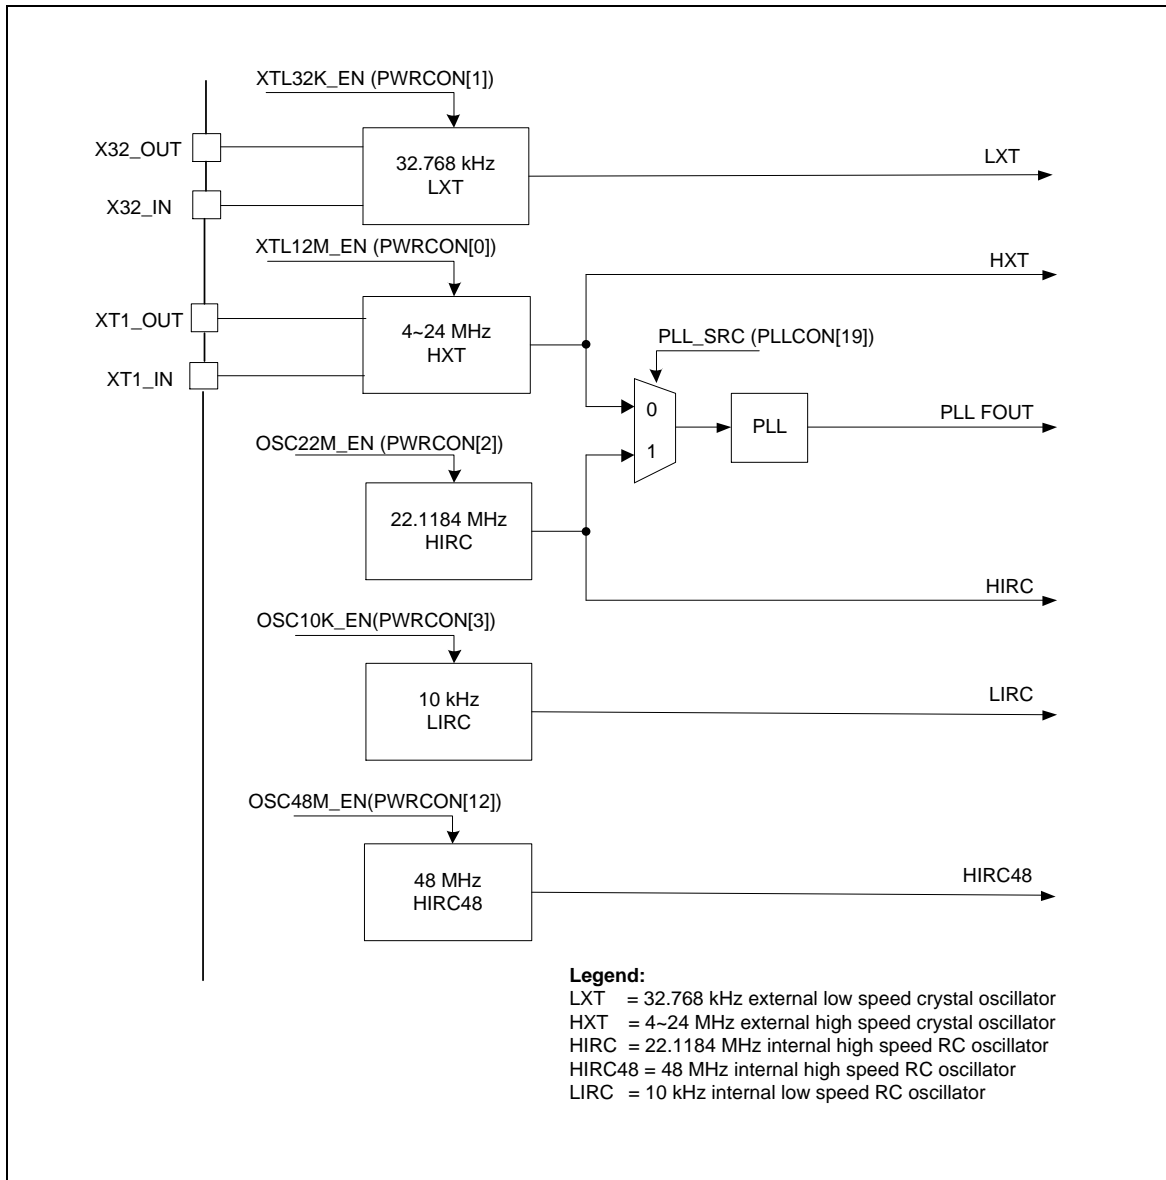 XTL32K_EN (PWRCON[1])
X32_OUT
32.768 kHz
LXT
LXT
X32_IN
XTL12M_EN (PWRCON[0])
HXT
XT1_OUT
4~24 MHz
HXT
XT1_IN
PLL_SRC (PLLCON[19])
0
1
PLL
PLL FOUT
OSC22M_EN (PWRCON[2])
22.1184 MHz
HIRC
HIRC
OSC10K_EN(PWRCON[3])
10 kHz
LIRC
LIRC
OSC48M_EN(PWRCON[12])
48 MHz
HIRC48
HIRC48
Legend:
LXT = 32.768 kHz external low speed crystal oscillator
HXT = 4~24 MHz external high speed crystal oscillator
HIRC = 22.1184 MHz internal high speed RC oscillator
HIRC48 = 48 MHz internal high speed RC oscillator
LIRC = 10 kHz internal low speed RC oscillator